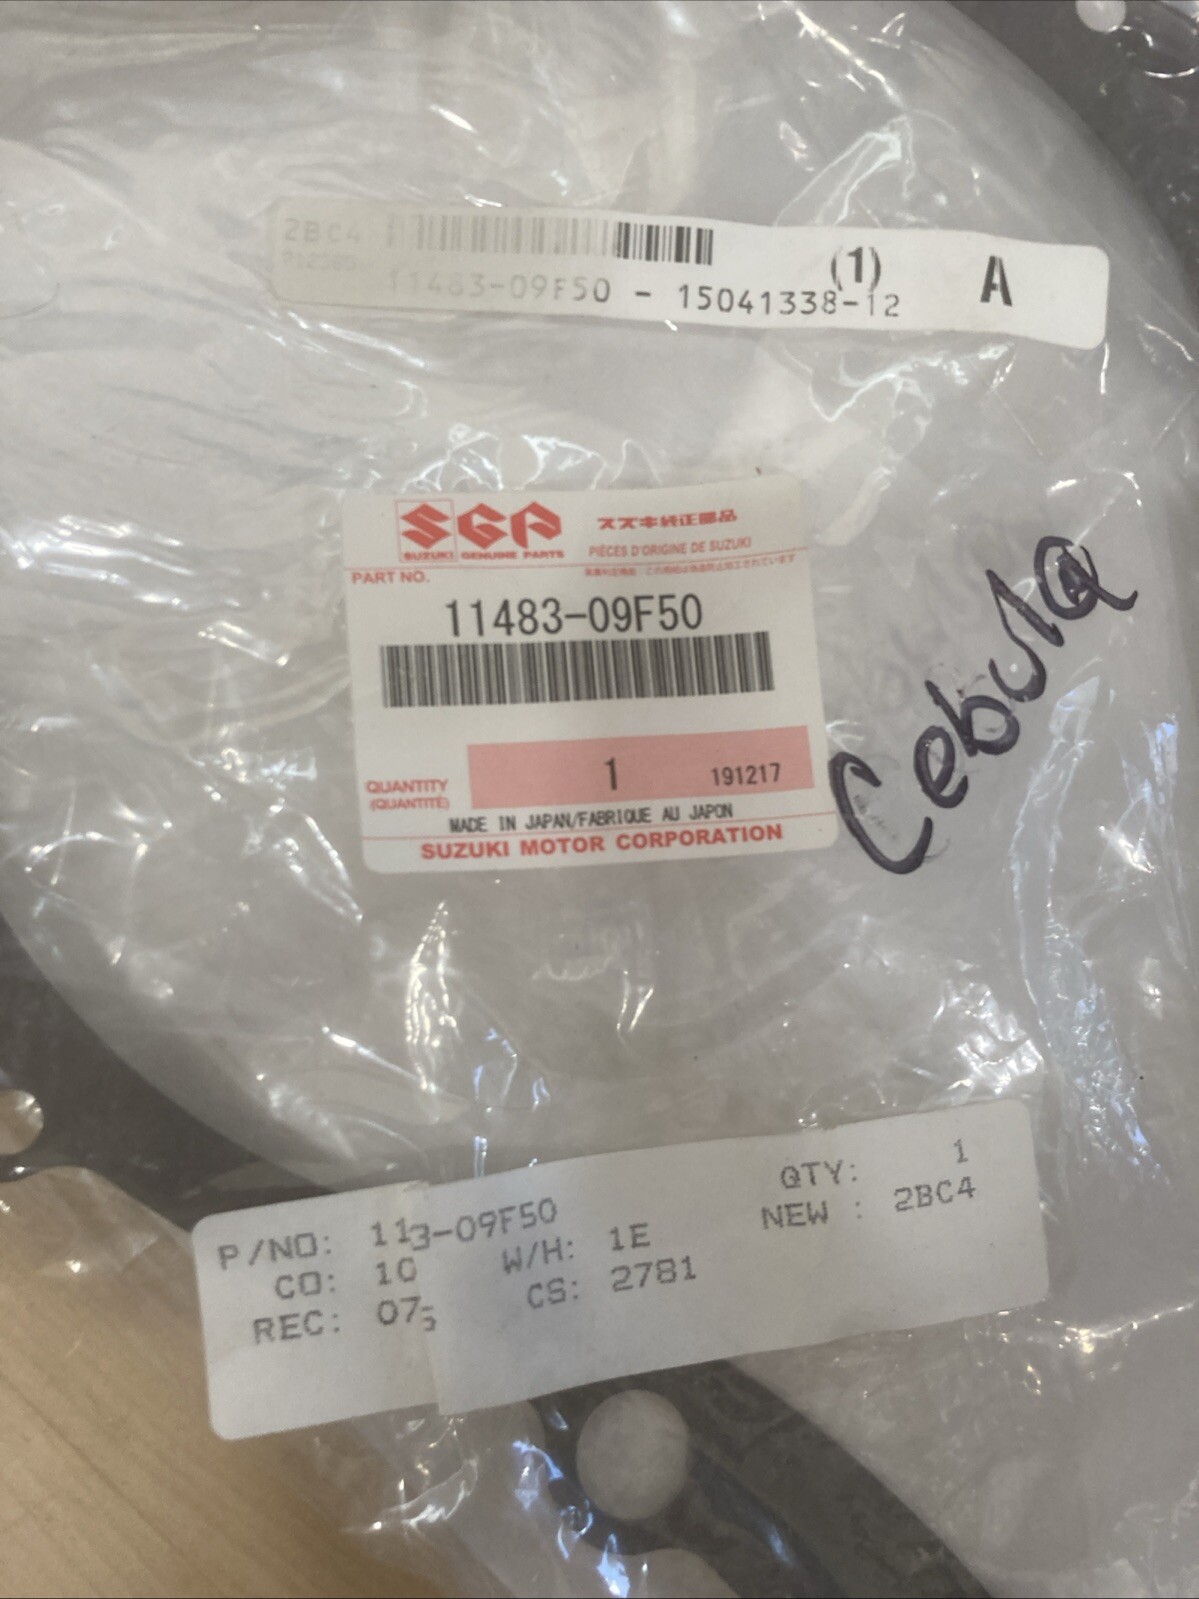 2BC4
(1) A
11483-09F50 - 15041338-12
SGP
SUZUKI GENUINE PARTS
スズキ純正部品
PIÈCES D'ORIGINE DE SUZUKI
PART NO.
11483-09F50
QUANTITY
(QUANTITÉ)
1 191217
MADE IN JAPAN/FABRIQUE AU JAPON
SUZUKI MOTOR CORPORATION
Cebula
P/NO: 113-09F50 QTY: 1
CO: 10 W/H: 1E NEW : 2BC4
REC: 075 CS: 2781